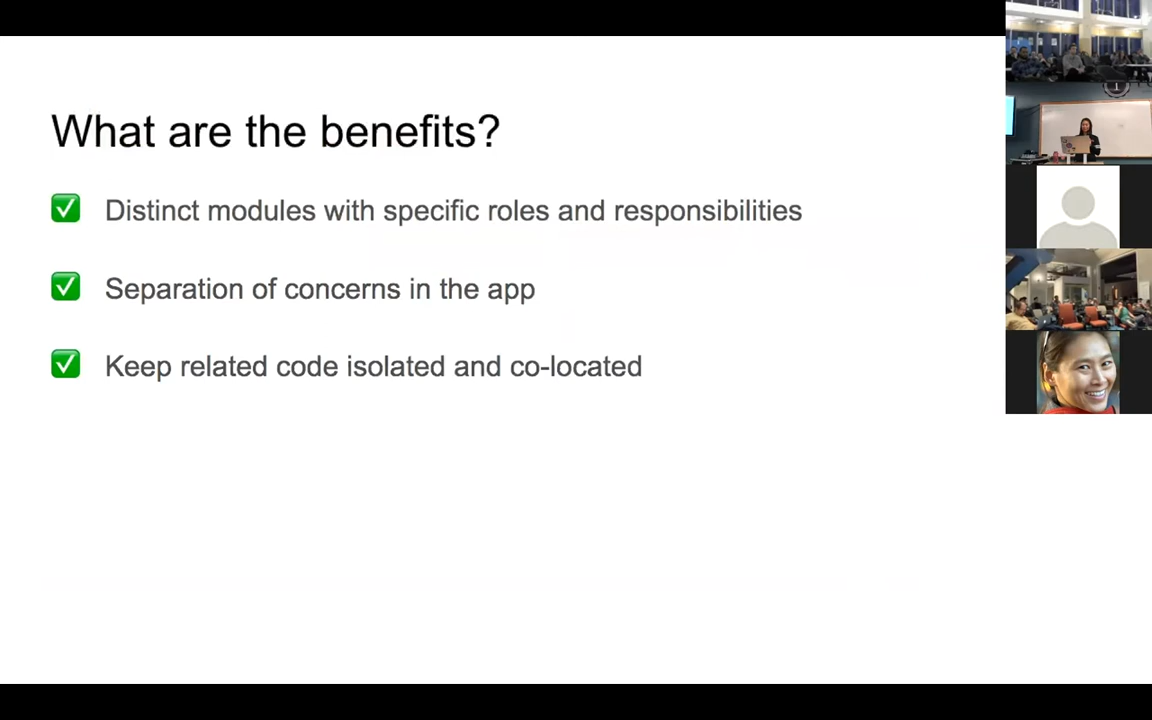 What are the benefits?
✅ Distinct modules with specific roles and responsibilities
✅ Separation of concerns in the app
✅ Keep related code isolated and co-located